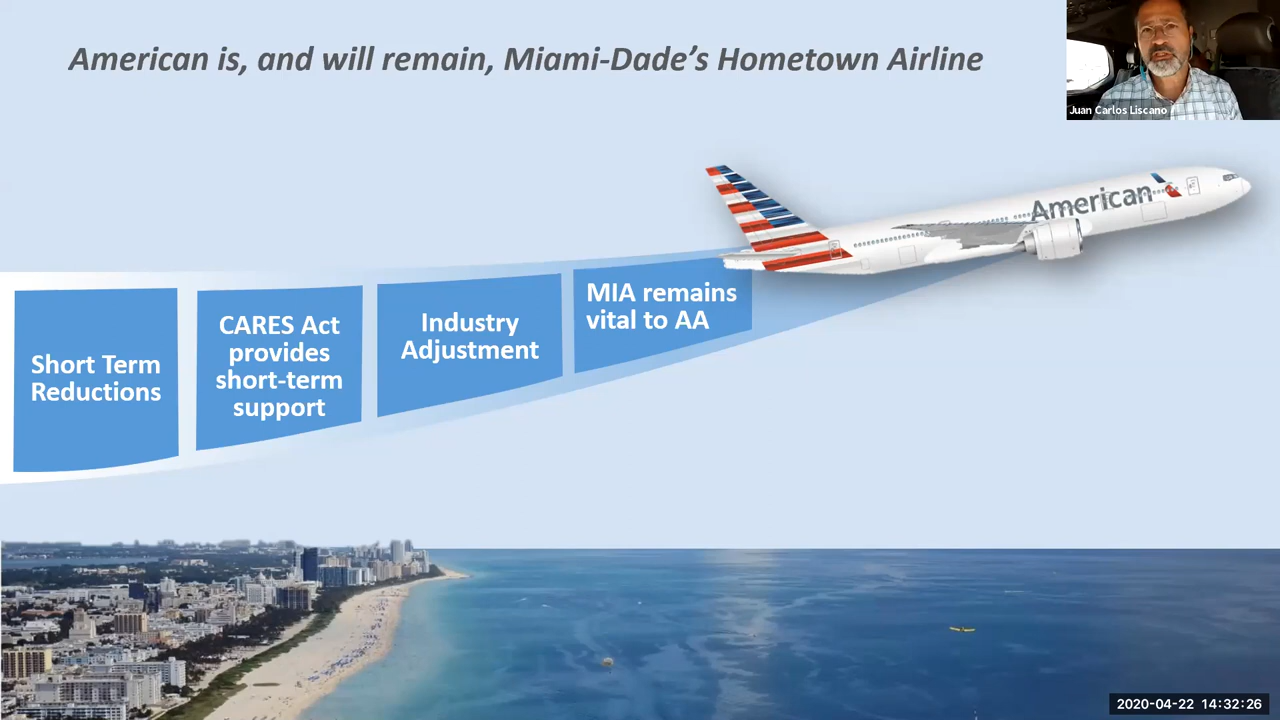 American is, and will remain, Miami-Dade's Hometown Airline
Juan Carlos Liscano
American
Short Term
Reductions
CARES Act
provides
short-term
support
Industry
Adjustment
MIA remains
vital to AA
2020-04-22 14:32:26